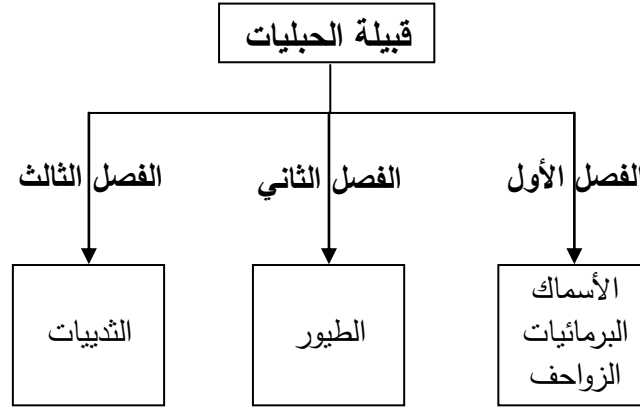 قبيلة الحبليات
الفصل الأول
الفصل الثاني
الفصل الثالث
الأسماك
البرمائيات
الزواحف
الطيور
الثدييات